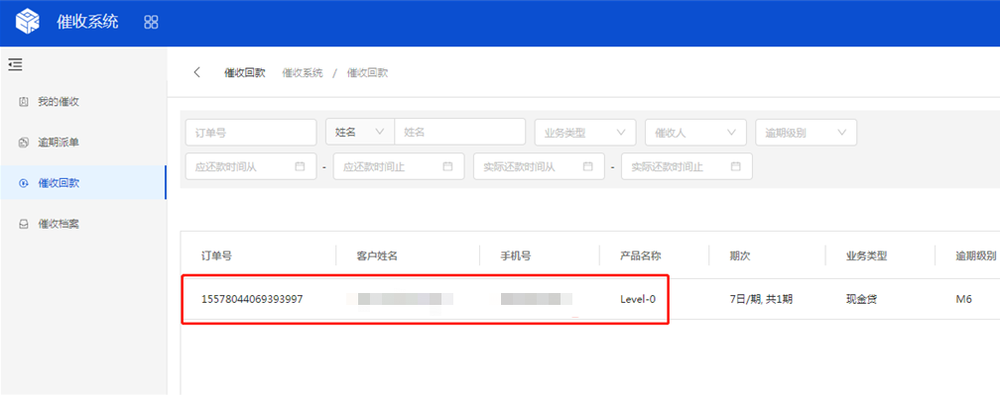 催收系统
我的催收
逾期派单
催收回款
催收档案
催收回款 催收系统 / 催收回款
订单号 姓名 姓名 业务类型 催收人 逾期级别
应还款时间从 - 应还款时间止 实际还款时间从 - 实际还款时间止
订单号 客户姓名 手机号 产品名称 期次 业务类型 逾期级别
15578044069393997 Level-0 7日/期, 共1期 现金贷 M6